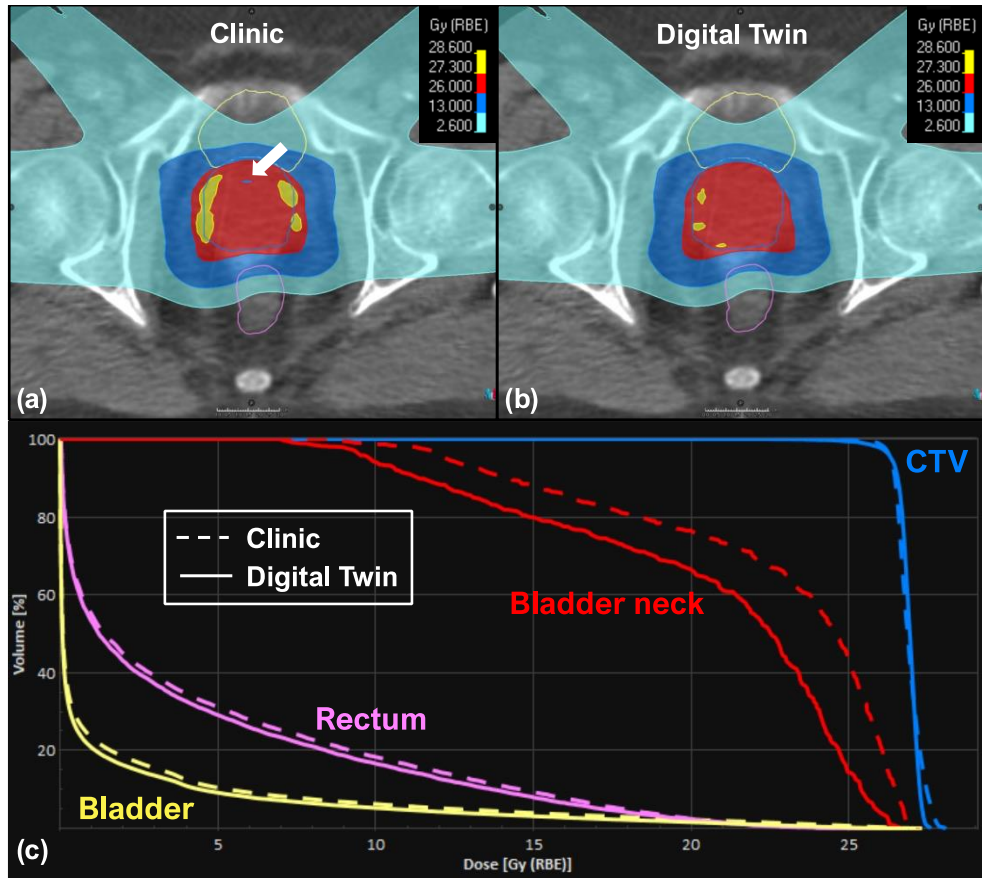 Clinic
Gy (RBE)
28.600
27.300
26.000
13.000
2.600
(a)
Digital Twin
Gy (RBE)
28.600
27.300
26.000
13.000
2.600
(b)
100
80
60
40
20
Volume [%]
Clinic
Digital Twin
CTV
Bladder neck
Rectum
Bladder
(c)
5
10
15
20
25
Dose [Gy (RBE)]